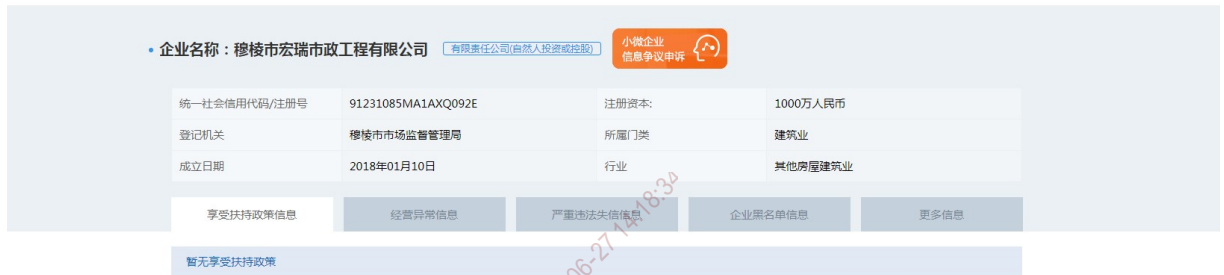 • 企业名称：穆棱市宏瑞市政工程有限公司 有限责任公司(自然人投资或控股) 小微企业
信息争议申诉
统一社会信用代码/注册号 91231085MA1AXQ092E 注册资本: 1000万人民币
登记机关 穆棱市市场监督管理局 所属门类 建筑业
成立日期 2018年01月10日 行业 其他房屋建筑业
享受扶持政策信息 经营异常信息 严重违法失信信息 企业黑名单信息 更多信息
暂无享受扶持政策
06-27 14:18:34